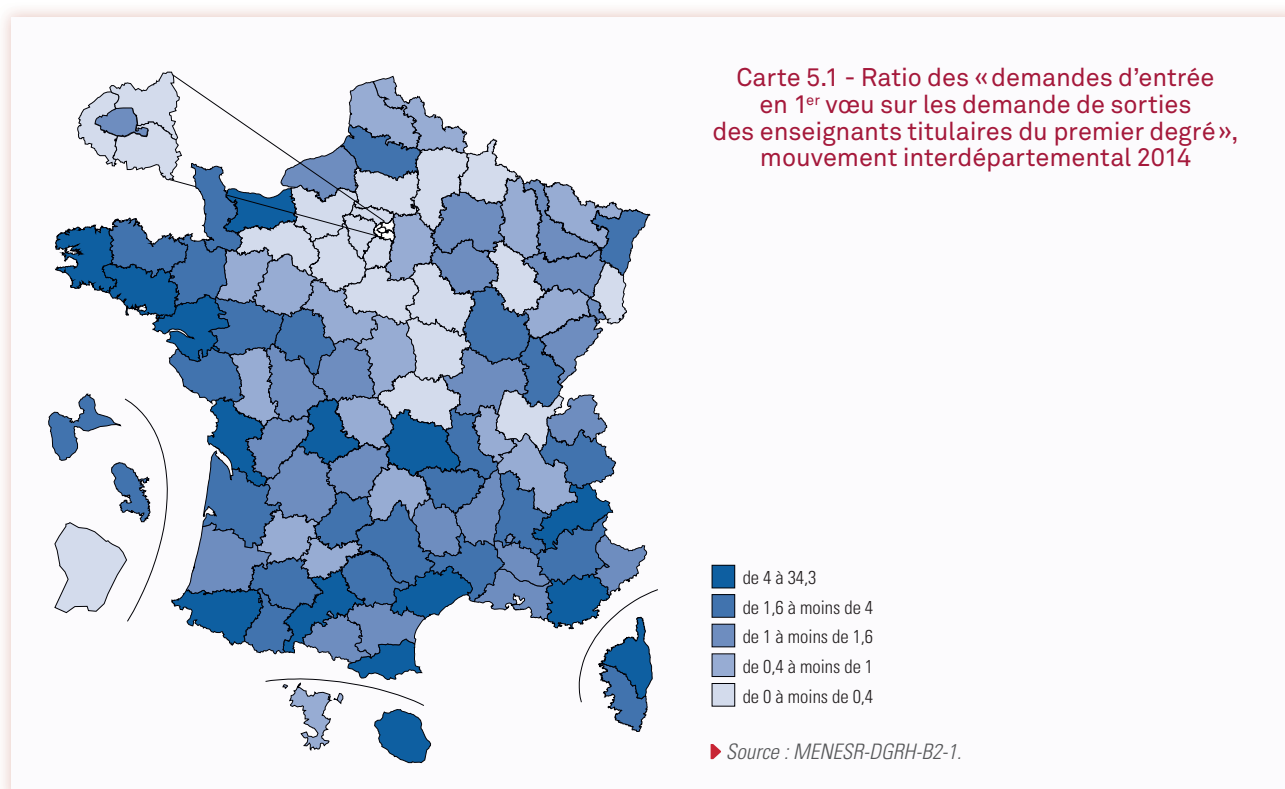 Carte 5.1 - Ratio des « demandes d'entrée
en 1er vœu sur les demande de sorties
des enseignants titulaires du premier degré »,
mouvement interdépartemental 2014
de 4 à 34,3
de 1,6 à moins de 4
de 1 à moins de 1,6
de 0,4 à moins de 1
de 0 à moins de 0,4
Source : MENESR-DGRH-B2-1.